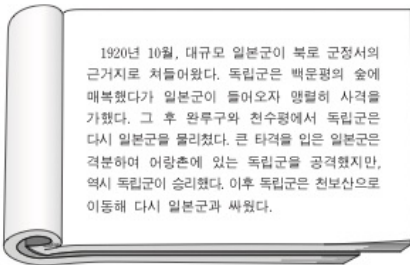 1920년 10월, 대규모 일본군이 북로 군정서의
근거지로 쳐들어왔다. 독립군은 백운평의 숲에
매복했다가 일본군이 들어오자 맹렬히 사격을
가했다. 그 후 완루구와 천수평에서 독립군은
다시 일본군을 물리쳤다. 큰 타격을 입은 일본군은
격분하여 어랑촌에 있는 독립군을 공격했지만,
역시 독립군이 승리했다. 이후 독립군은 천보산으로
이동해 다시 일본군과 싸웠다.